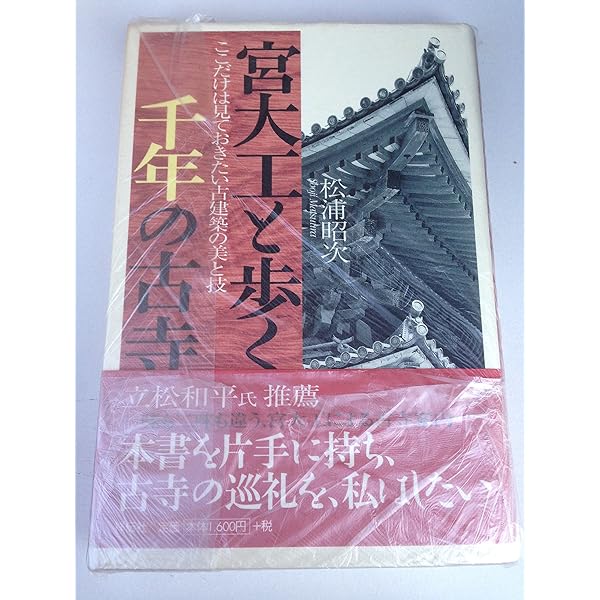 宮大工と歩く
千年の古寺
ここだけは見ておきたい古建築の美と技
松浦昭次
Shoji Matsuura
立松和平氏 推薦
本書を片手に持ち、
古寺の巡礼を、私はしたい
定価 本体1,600円 +税